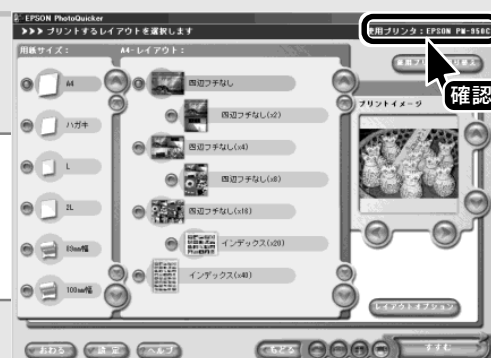 EPSON PhotoQuicker
>>> プリントするレイアウトを選択します
使用プリンタ：EPSON PM-950C
確認
用紙サイズ：
A4-レイアウト：
A4
ハガキ
L
2L
89mm幅
100mm幅
四辺フチなし
四辺フチなし(x2)
四辺フチなし(x4)
四辺フチなし(x8)
四辺フチなし(x16)
インデックス(x20)
インデックス(x48)
プリントイメージ
レイアウトオプション
おわる
設定
ヘルプ
もどる
すすむ